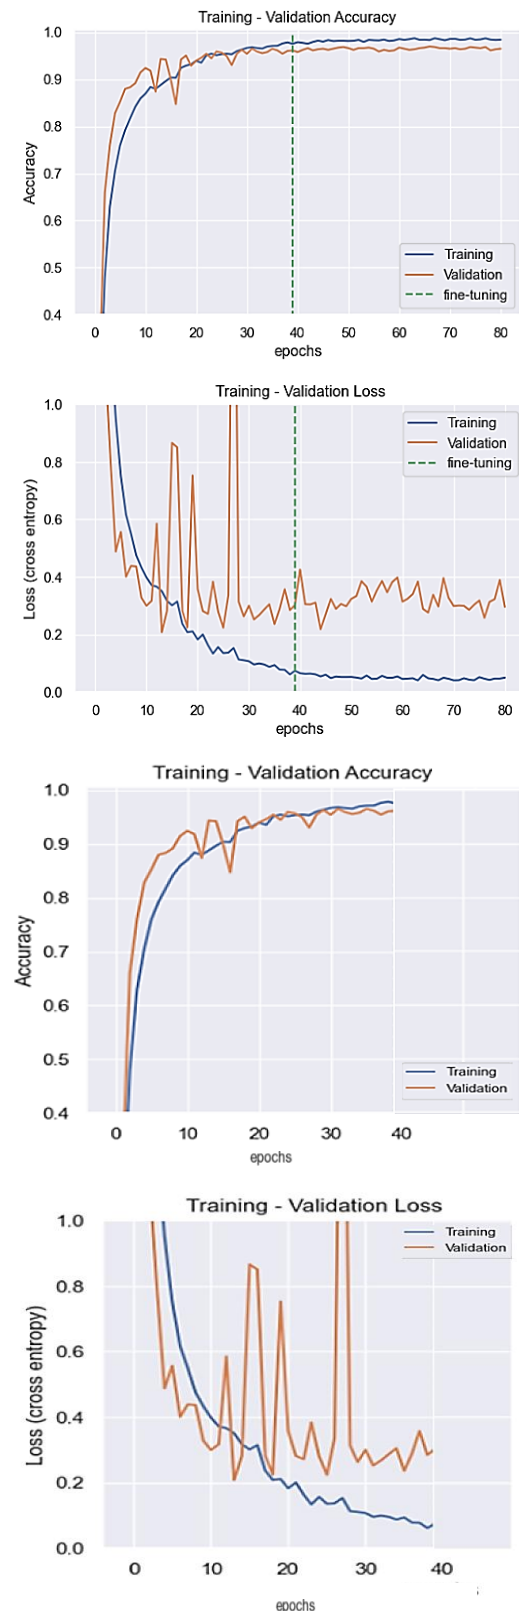 Training - Validation Accuracy
1.0
0.9
0.8
0.7
0.6
0.5
0.4
Accuracy
Training
Validation
fine-tuning
0 10 20 30 40 50 60 70 80
epochs
Training - Validation Loss
1.0
0.8
0.6
0.4
0.2
0.0
Loss (cross entropy)
Training
Validation
fine-tuning
0 10 20 30 40 50 60 70 80
epochs
Training - Validation Accuracy
1.0
0.9
0.8
0.7
0.6
0.5
0.4
Accuracy
Training
Validation
0 10 20 30 40
epochs
Training - Validation Loss
1.0
0.8
0.6
0.4
0.2
0.0
Loss (cross entropy)
Training
Validation
0 10 20 30 40
epochs